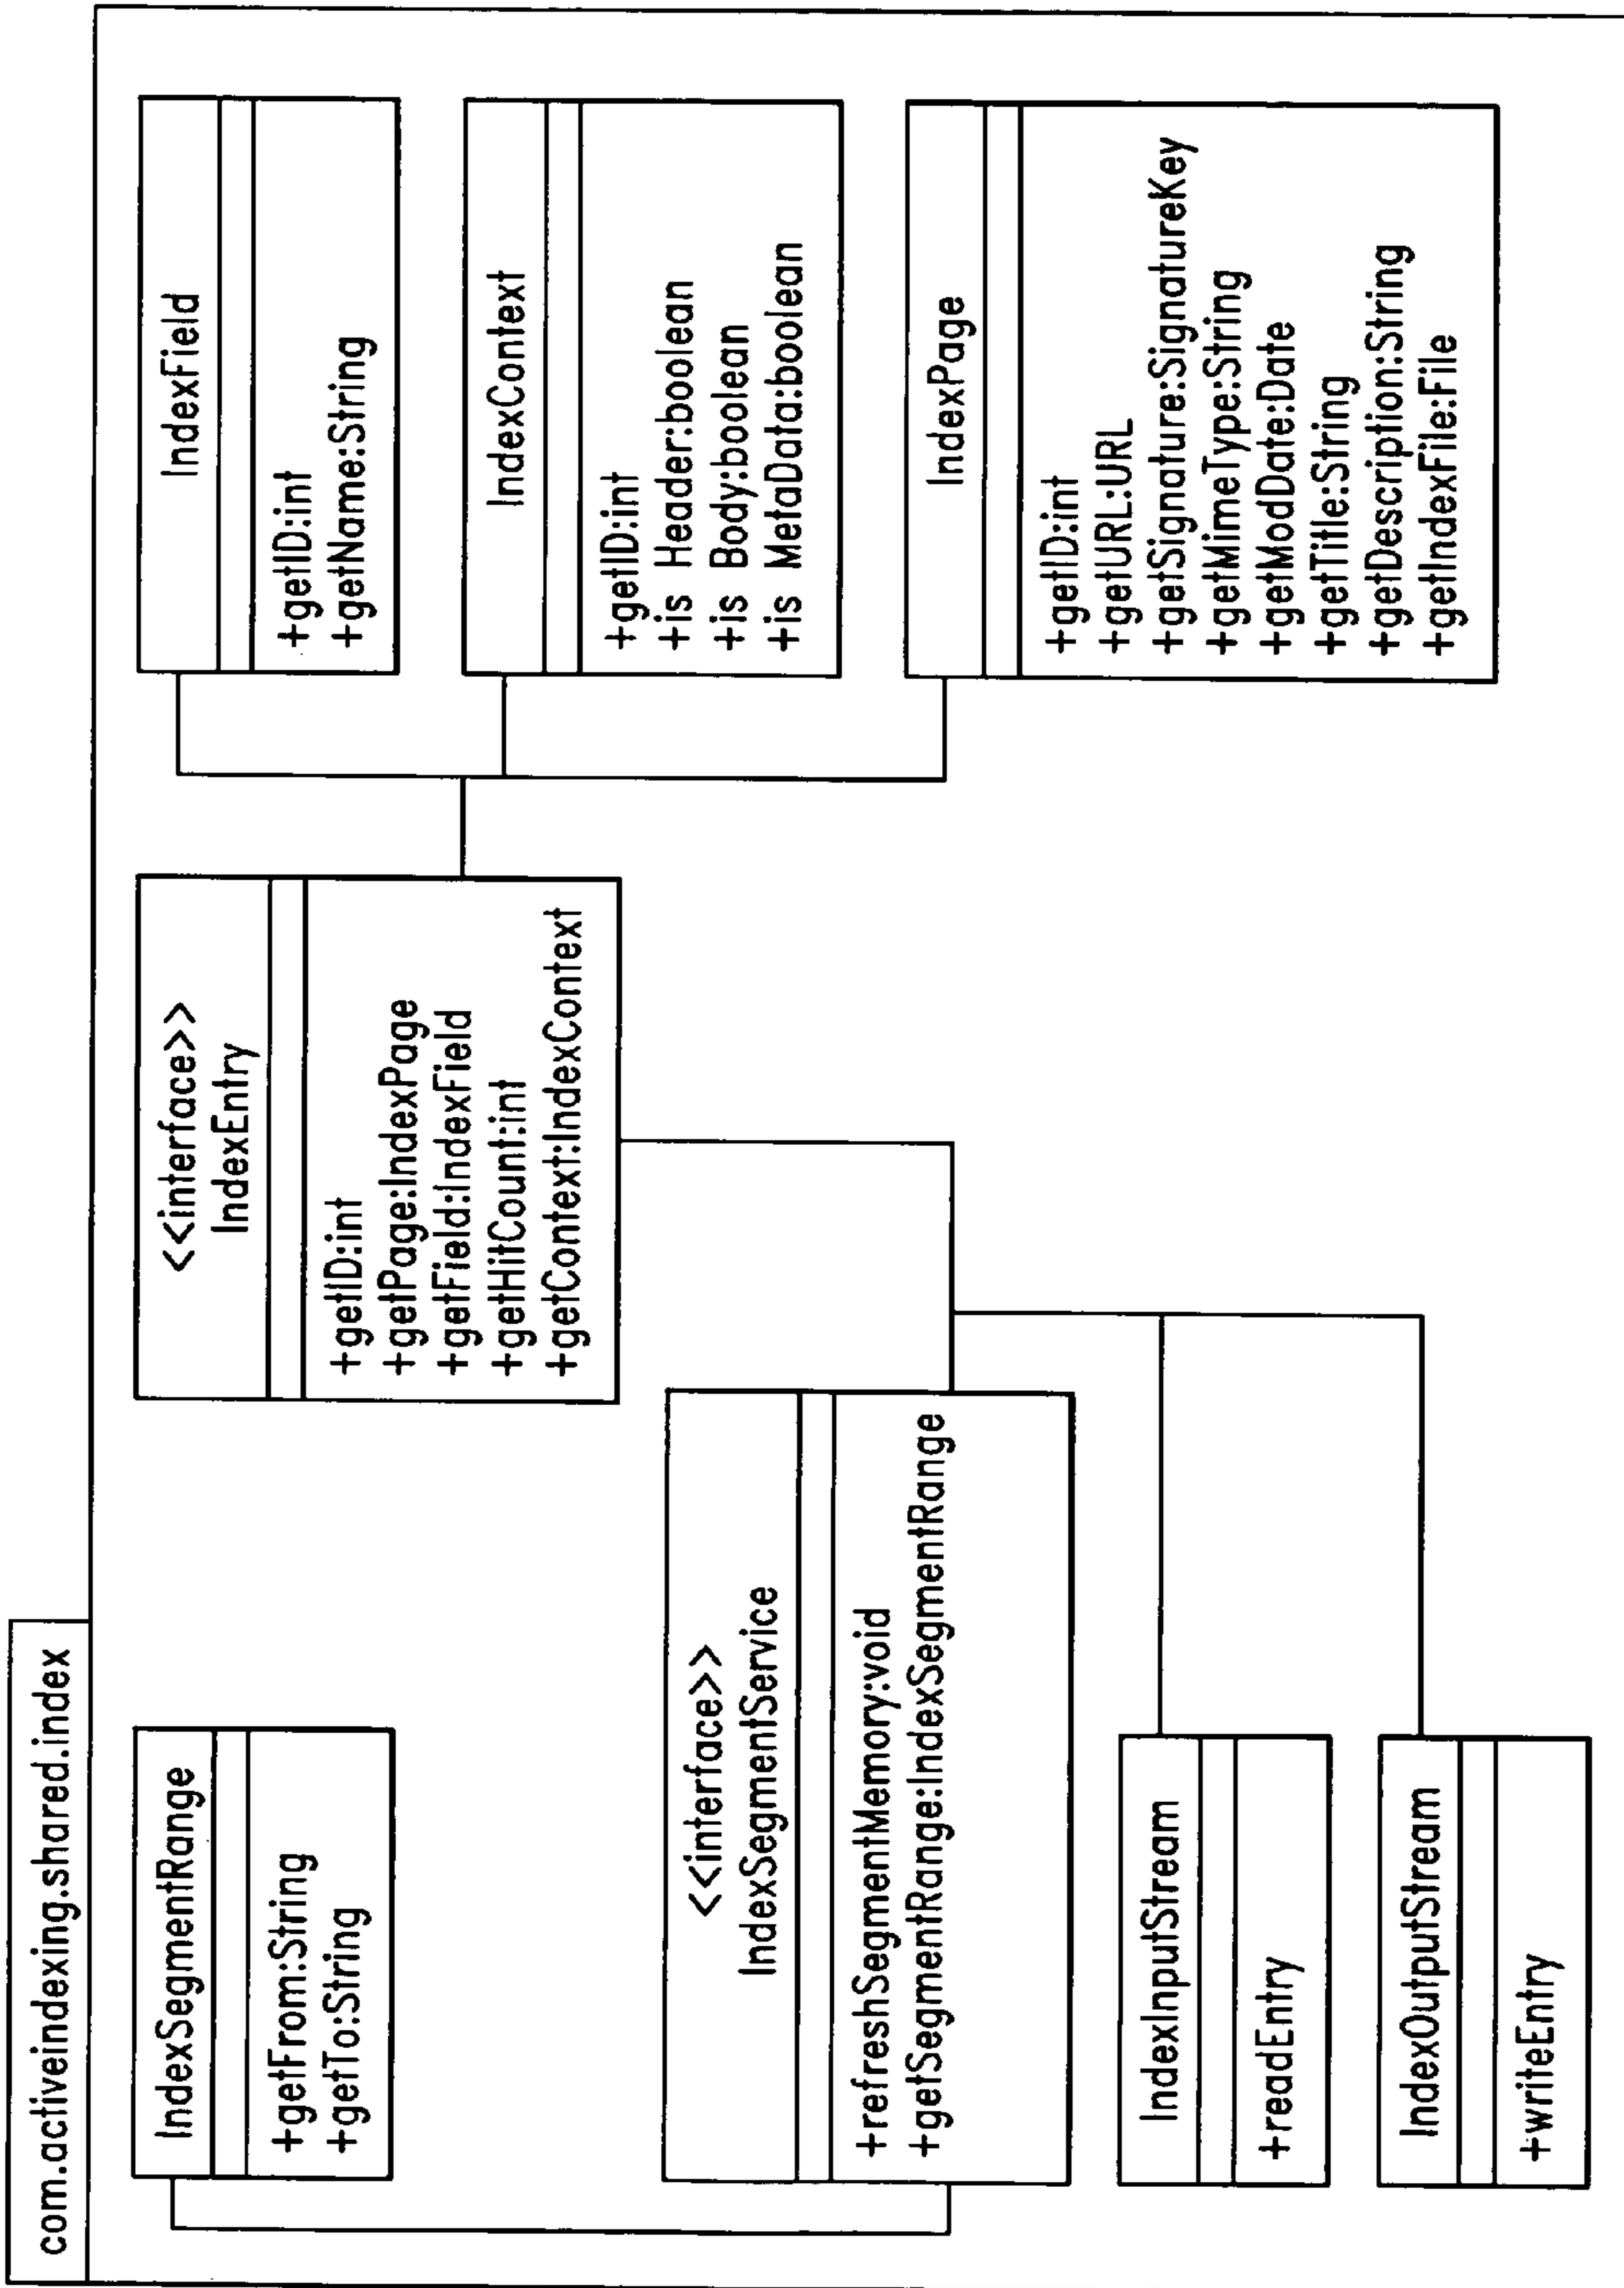 com.activeindexing.shared.index
IndexSegmentRange
+getFrom:String
+getTo:String
<<interface>>
IndexSegmentService
+refreshSegmentMemory:void
+getSegmentRange:IndexSegmentRange
IndexInputStream
+readEntry
IndexOutputStream
+writeEntry
<<interface>>
IndexEntry
+getID:int
+getPage:IndexPage
+getField:IndexField
+getHitCount:int
+getContext:IndexContext
IndexField
+getID:int
+getName:String
IndexContext
+getID:int
+is Header:boolean
+is Body:boolean
+is MetaData:boolean
IndexPage
+getID:int
+getURL:URL
+getSignature:SignatureKey
+getMimeType:String
+getModDate:Date
+getTitle:String
+getDescription:String
+getIndexFile:File